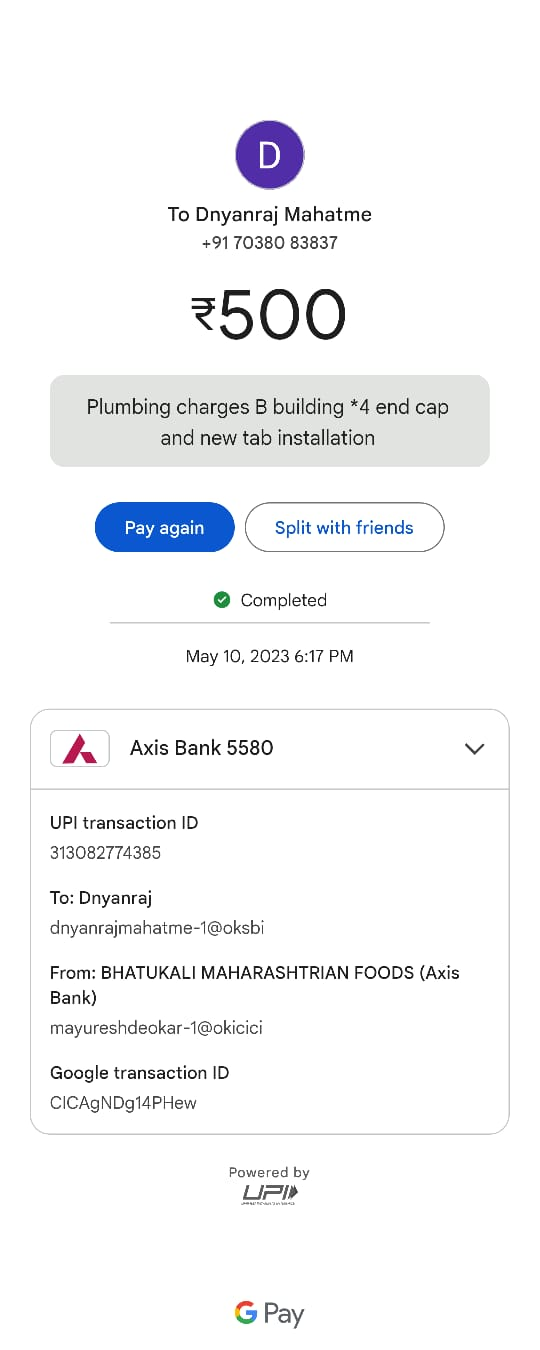 D
To Dnyanraj Mahatme
+91 70380 83837
₹500
Plumbing charges B building *4 end cap
and new tab installation
Pay again
Split with friends
Completed
May 10, 2023 6:17 PM
Axis Bank 5580
UPI transaction ID
313082774385
To: Dnyanraj
dnyanrajmahatme-1@oksbi
From: BHATUKALI MAHARASHTRIAN FOODS (Axis
Bank)
mayureshdeokar-1@okicici
Google transaction ID
CICAgNDg14PHew
Powered by
UPI
G Pay